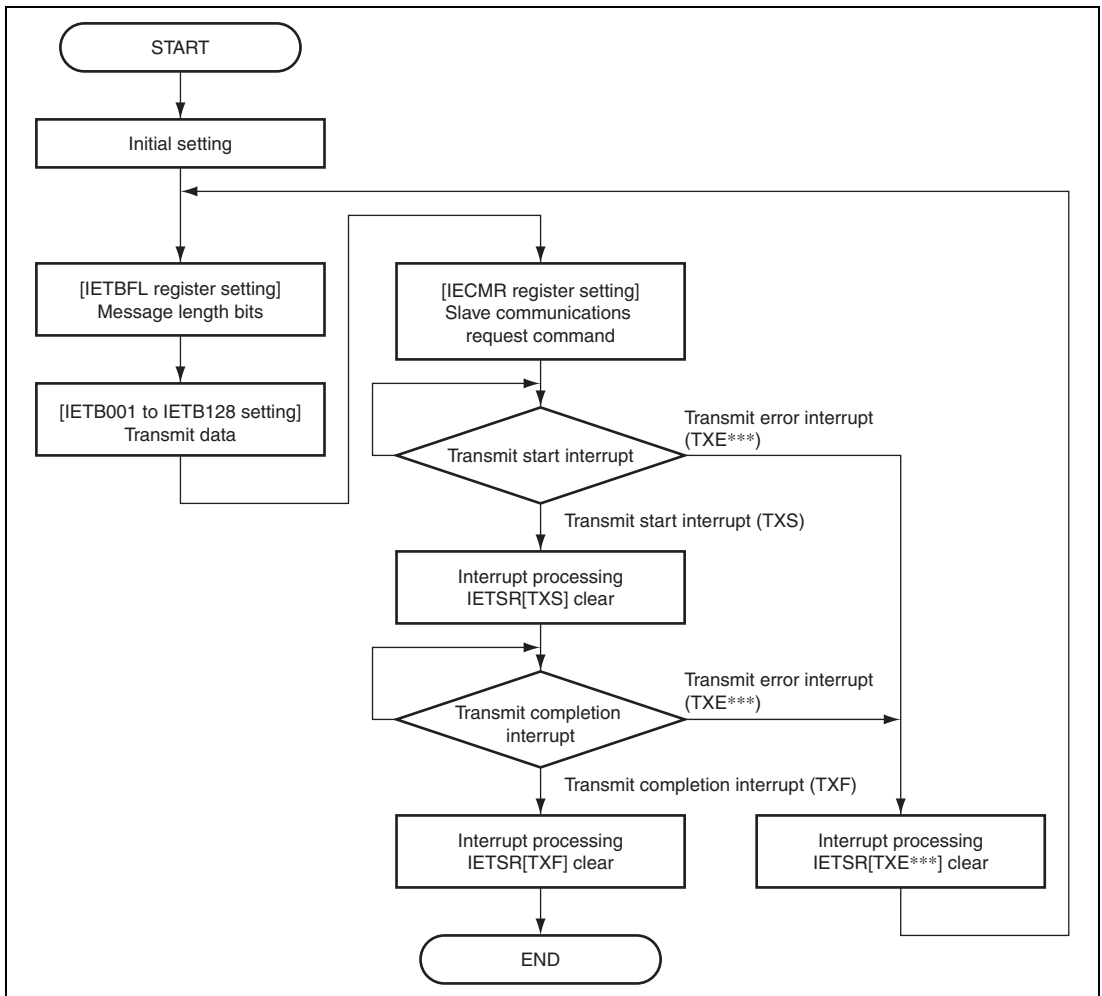 START
Initial setting
[IETBFL register setting]
Message length bits
[IETB001 to IETB128 setting]
Transmit data
[IECMR register setting]
Slave communications
request command
Transmit start interrupt
Transmit error interrupt
(TXE***)
Transmit start interrupt (TXS)
Interrupt processing
IETSR[TXS] clear
Transmit completion
interrupt
Transmit error interrupt
(TXE***)
Transmit completion interrupt (TXF)
Interrupt processing
IETSR[TXF] clear
Interrupt processing
IETSR[TXE***] clear
END